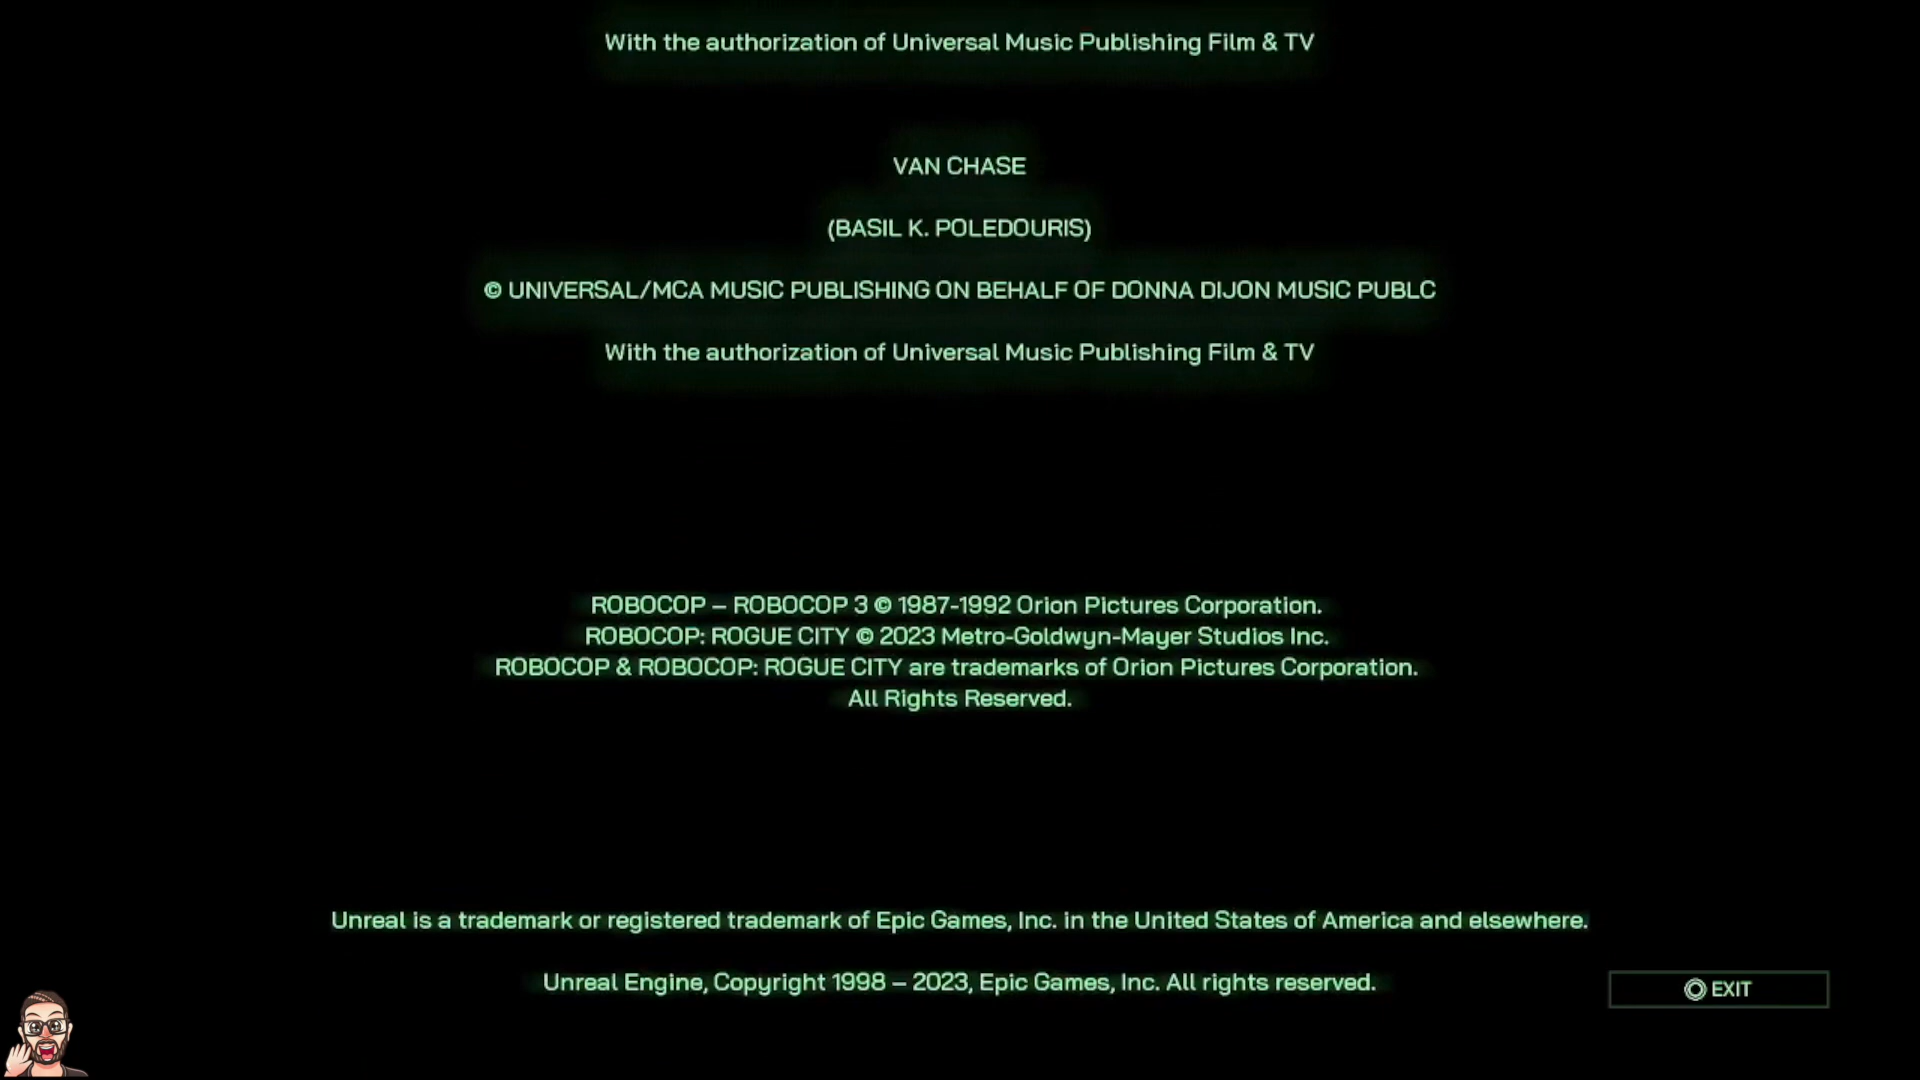 With the authorization of Universal Music Publishing Film & TV
VAN CHASE
(BASIL K. POLEDOURIS)
© UNIVERSAL/MCA MUSIC PUBLISHING ON BEHALF OF DONNA DIJON MUSIC PUBLC
With the authorization of Universal Music Publishing Film & TV
ROBOCOP – ROBOCOP 3 © 1987-1992 Orion Pictures Corporation.
ROBOCOP: ROGUE CITY © 2023 Metro-Goldwyn-Mayer Studios Inc.
ROBOCOP & ROBOCOP: ROGUE CITY are trademarks of Orion Pictures Corporation.
All Rights Reserved.
Unreal is a trademark or registered trademark of Epic Games, Inc. in the United States of America and elsewhere.
Unreal Engine, Copyright 1998 – 2023, Epic Games, Inc. All rights reserved.
EXIT